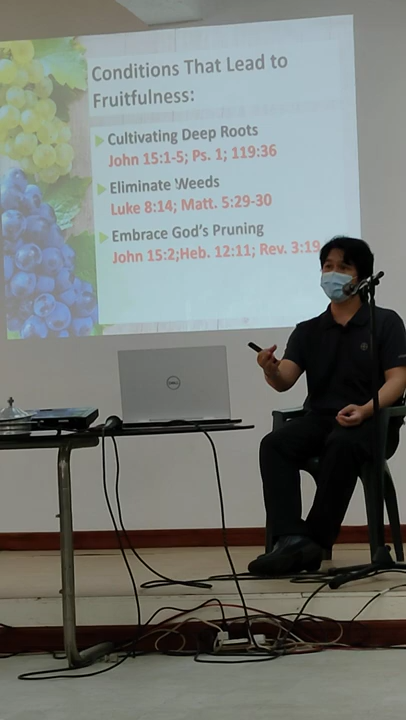 Conditions That Lead to
Fruitfulness:
Cultivating Deep Roots
John 15:1-5; Ps. 1; 119:36
Eliminate Weeds
Luke 8:14; Matt. 5:29-30
Embrace God's Pruning
John 15:2;Heb. 12:11; Rev. 3:19
DELL